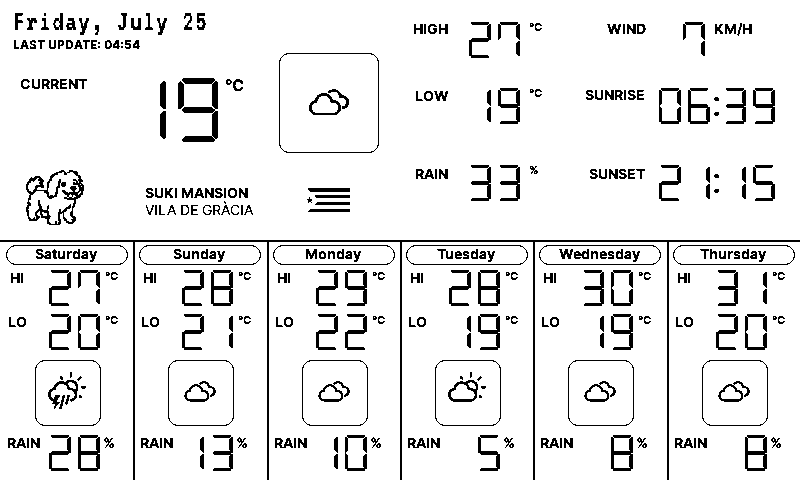 Friday, July 25
LAST UPDATE: 04:54
CURRENT 19 °C
SUKI MANSION
VILA DE GRÀCIA
HIGH 27 °C
LOW 19 °C
RAIN 33 %
WIND 7 KM/H
SUNRISE 06:39
SUNSET 21:15
Saturday
HI 27 °C
LO 20 °C
RAIN 28 %
Sunday
HI 28 °C
LO 21 °C
RAIN 13 %
Monday
HI 29 °C
LO 22 °C
RAIN 10 %
Tuesday
HI 28 °C
LO 19 °C
RAIN 5 %
Wednesday
HI 30 °C
LO 19 °C
RAIN 8 %
Thursday
HI 31 °C
LO 20 °C
RAIN 8 %